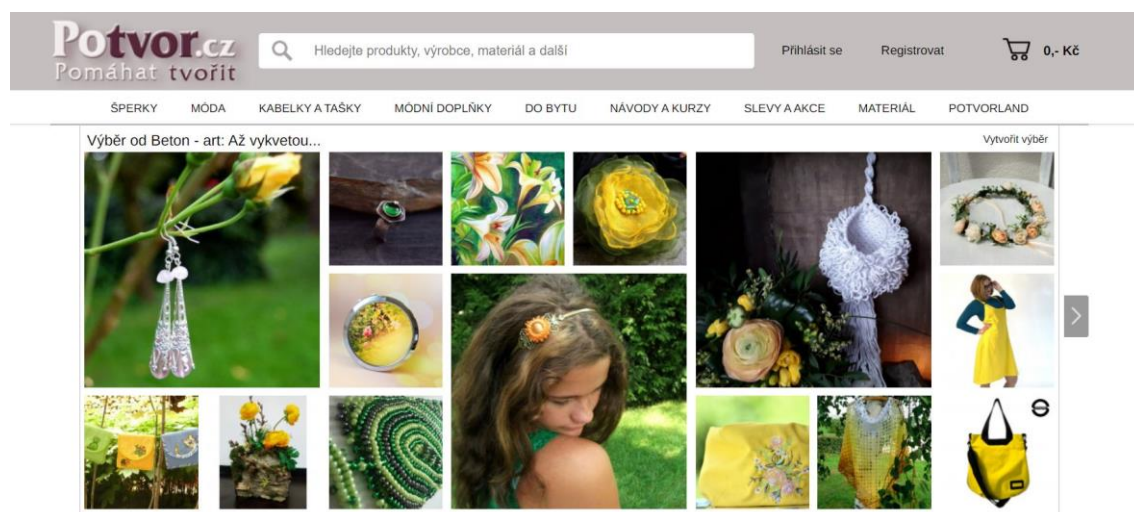 Potvor.cz
Pomáhat tvořit
Hledejte produkty, výrobce, materiál a další
Přihlásit se
Registrovat
0,- Kč
ŠPERKY MÓDA KABELKY A TAŠKY MÓDNÍ DOPLŇKY DO BYTU NÁVODY A KURZY SLEVY A AKCE MATERIÁL POTVORLAND
Výběr od Beton - art: Až vykvetou...
Vytvořit výběr